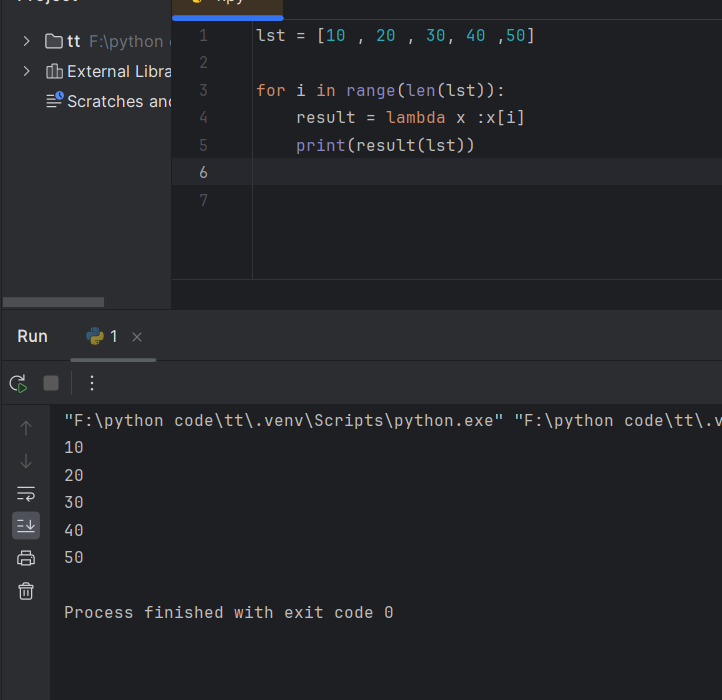 tt F:\python
External Libra
Scratches and
1 lst = [10 , 20 , 30, 40 ,50]
2
3 for i in range(len(lst)):
4 result = lambda x :x[i]
5 print(result(lst))
6
7
Run 1
"F:\python code\tt\.venv\Scripts\python.exe" "F:\python code\tt\.v
10
20
30
40
50
Process finished with exit code 0